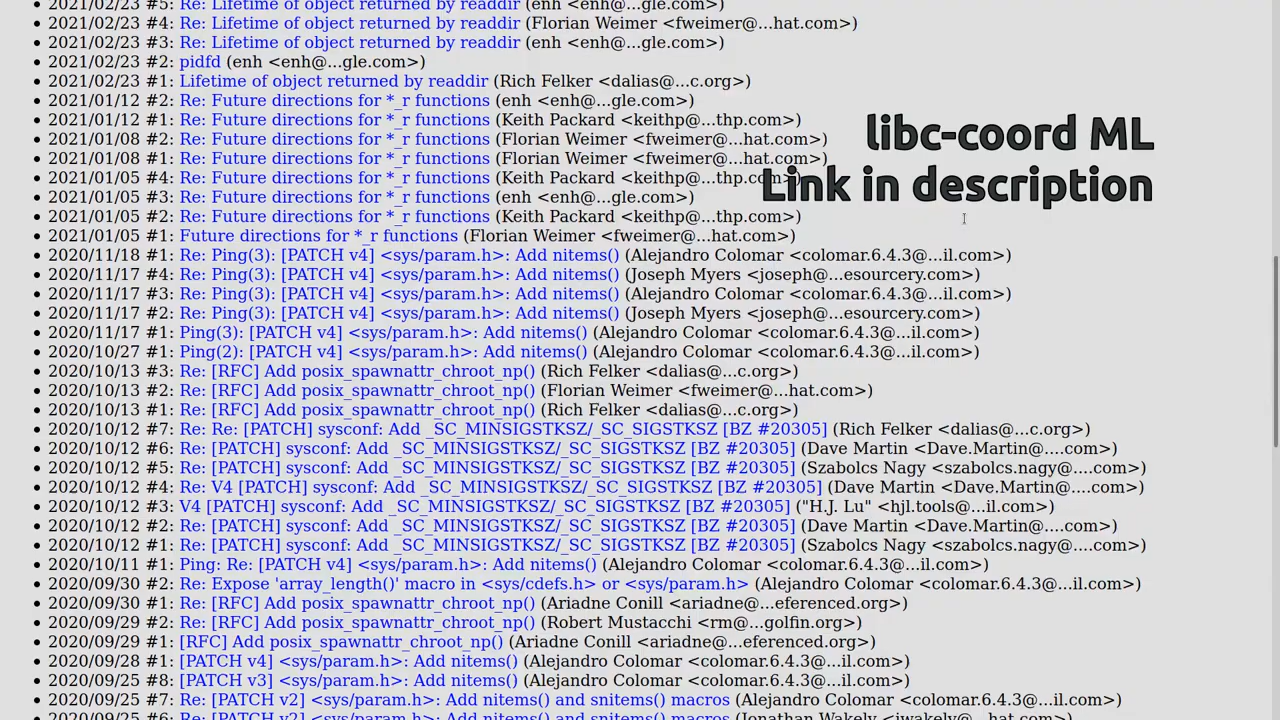 2021/02/23 #5: Re: Lifetime of object returned by readdir (enh <enh@...gle.com>)
2021/02/23 #4: Re: Lifetime of object returned by readdir (Florian Weimer <fweimer@...hat.com>)
2021/02/23 #3: Re: Lifetime of object returned by readdir (enh <enh@...gle.com>)
2021/02/23 #2: pidfd (enh <enh@...gle.com>)
2021/02/23 #1: Lifetime of object returned by readdir (Rich Felker <dalias@...c.org>)
2021/01/12 #2: Re: Future directions for *_r functions (enh <enh@...gle.com>)
2021/01/12 #1: Re: Future directions for *_r functions (Keith Packard <keithp@...thp.com>)
2021/01/08 #2: Re: Future directions for *_r functions (Florian Weimer <fweimer@...hat.com>)
libc-coord ML
2021/01/08 #1: Re: Future directions for *_r functions (Florian Weimer <fweimer@...hat.com>)
2021/01/05 #4: Re: Future directions for *_r functions (Keith Packard <keithp@...thp.com>)
Link in description
2021/01/05 #3: Re: Future directions for *_r functions (enh <enh@...gle.com>)
2021/01/05 #2: Re: Future directions for *_r functions (Keith Packard <keithp@...thp.com>)
2021/01/05 #1: Future directions for *_r functions (Florian Weimer <fweimer@...hat.com>)
2020/11/18 #1: Re: Ping(3): [PATCH v4] <sys/param.h>: Add nitems() (Alejandro Colomar <colomar.6.4.3@...il.com>)
2020/11/17 #4: Re: Ping(3): [PATCH v4] <sys/param.h>: Add nitems() (Joseph Myers <joseph@...esourcery.com>)
2020/11/17 #3: Re: Ping(3): [PATCH v4] <sys/param.h>: Add nitems() (Alejandro Colomar <colomar.6.4.3@...il.com>)
2020/11/17 #2: Re: Ping(3): [PATCH v4] <sys/param.h>: Add nitems() (Joseph Myers <joseph@...esourcery.com>)
2020/11/17 #1: Ping(3): [PATCH v4] <sys/param.h>: Add nitems() (Alejandro Colomar <colomar.6.4.3@...il.com>)
2020/10/27 #1: Ping(2): [PATCH v4] <sys/param.h>: Add nitems() (Alejandro Colomar <colomar.6.4.3@...il.com>)
2020/10/13 #3: Re: [RFC] Add posix_spawnattr_chroot_np() (Rich Felker <dalias@...c.org>)
2020/10/13 #2: Re: [RFC] Add posix_spawnattr_chroot_np() (Florian Weimer <fweimer@...hat.com>)
2020/10/13 #1: Re: [RFC] Add posix_spawnattr_chroot_np() (Rich Felker <dalias@...c.org>)
2020/10/12 #7: Re: Re: [PATCH] sysconf: Add _SC_MINSIGSTKSZ/_SC_SIGSTKSZ [BZ #20305] (Rich Felker <dalias@...c.org>)
2020/10/12 #6: Re: [PATCH] sysconf: Add _SC_MINSIGSTKSZ/_SC_SIGSTKSZ [BZ #20305] (Dave Martin <Dave.Martin@....com>)
2020/10/12 #5: Re: [PATCH] sysconf: Add _SC_MINSIGSTKSZ/_SC_SIGSTKSZ [BZ #20305] (Szabolcs Nagy <szabolcs.nagy@...com>)
2020/10/12 #4: Re: V4 [PATCH] sysconf: Add _SC_MINSIGSTKSZ/_SC_SIGSTKSZ [BZ #20305] (Dave Martin <Dave.Martin@....com>)
2020/10/12 #3: V4 [PATCH] sysconf: Add _SC_MINSIGSTKSZ/_SC_SIGSTKSZ [BZ #20305] ("H.J. Lu" <hjl.tools@...il.com>)
2020/10/12 #2: Re: [PATCH] sysconf: Add _SC_MINSIGSTKSZ/_SC_SIGSTKSZ [BZ #20305] (Dave Martin <Dave.Martin@....com>)
2020/10/12 #1: Re: [PATCH] sysconf: Add _SC_MINSIGSTKSZ/_SC_SIGSTKSZ [BZ #20305] (Szabolcs Nagy <szabolcs.nagy@...com>)
2020/10/11 #1: Ping: Re: [PATCH v4] <sys/param.h>: Add nitems() (Alejandro Colomar <colomar.6.4.3@...il.com>)
2020/09/30 #2: Re: Expose 'array_length()' macro in <sys/cdefs.h> or <sys/param.h> (Alejandro Colomar <colomar.6.4.3@...il.com>)
2020/09/30 #1: Re: [RFC] Add posix_spawnattr_chroot_np() (Ariadne Conill <ariadne@...eferenced.org>)
2020/09/29 #2: Re: [RFC] Add posix_spawnattr_chroot_np() (Robert Mustacchi <rm@...golfin.org>)
2020/09/29 #1: [RFC] Add posix_spawnattr_chroot_np() (Ariadne Conill <ariadne@...eferenced.org>)
2020/09/28 #1: [PATCH v4] <sys/param.h>: Add nitems() (Alejandro Colomar <colomar.6.4.3@...il.com>)
2020/09/25 #8: [PATCH v3] <sys/param.h>: Add nitems() (Alejandro Colomar <colomar.6.4.3@...il.com>)
2020/09/25 #7: Re: [PATCH v2] <sys/param.h>: Add nitems() and snitems() macros (Alejandro Colomar <colomar.6.4.3@...il.com>)
2020/09/25 #6: Re: [PATCH v2] <sys/param.h>: Add nitems() and snitems() macros (Jonathan Wakely <jwakely@...hat.com>)